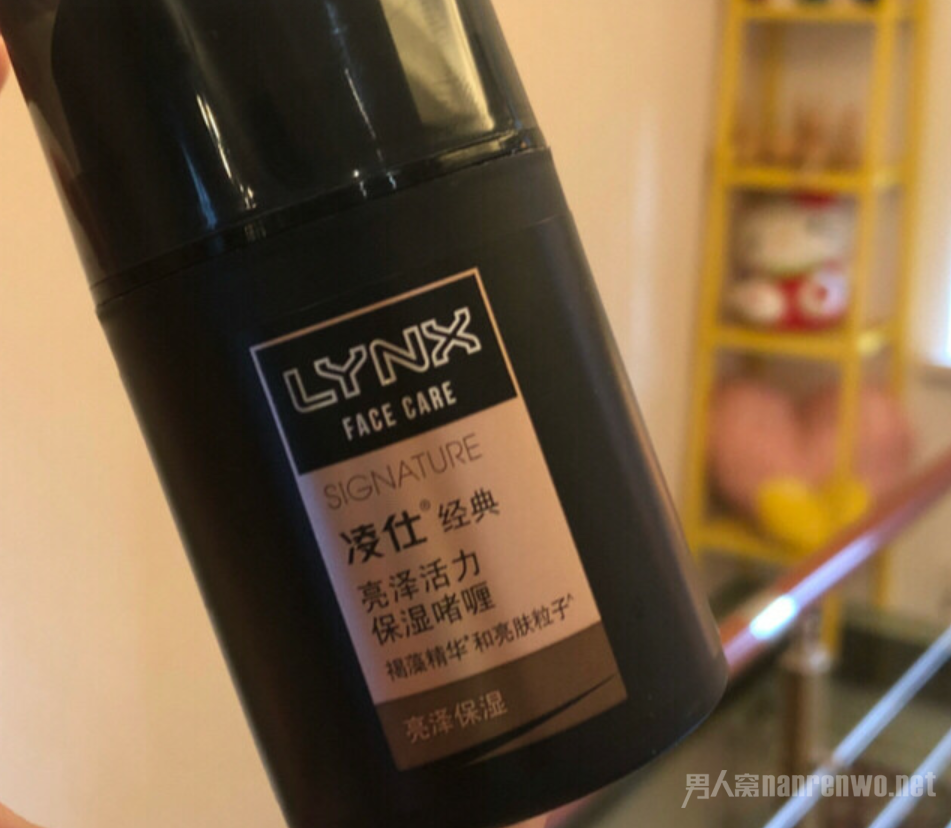 LYNX
FACE CARE
SIGNATURE
凌仕®经典
亮泽活力
保湿啫喱
褐藻精华*和亮肤粒子^
亮泽保湿
男人窝nanrenwo.net